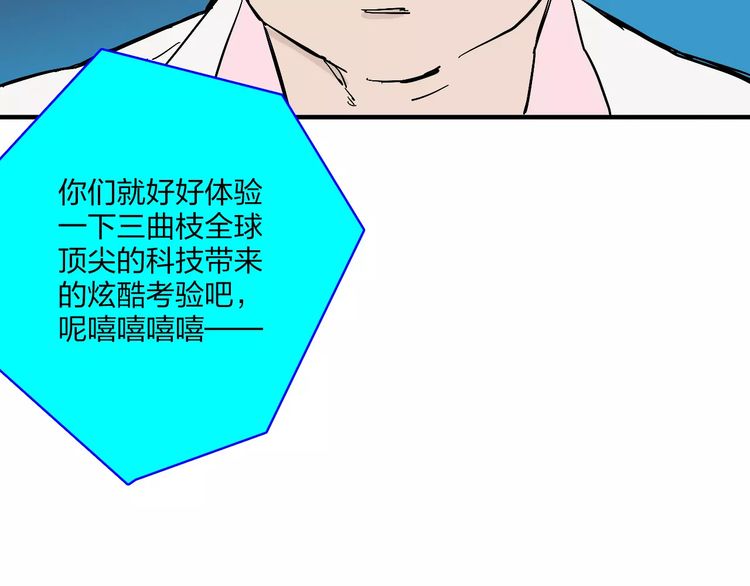 你们就好好体验
一下三曲枝全球
顶尖的科技带来
的炫酷考验吧，
呢嘻嘻嘻嘻——